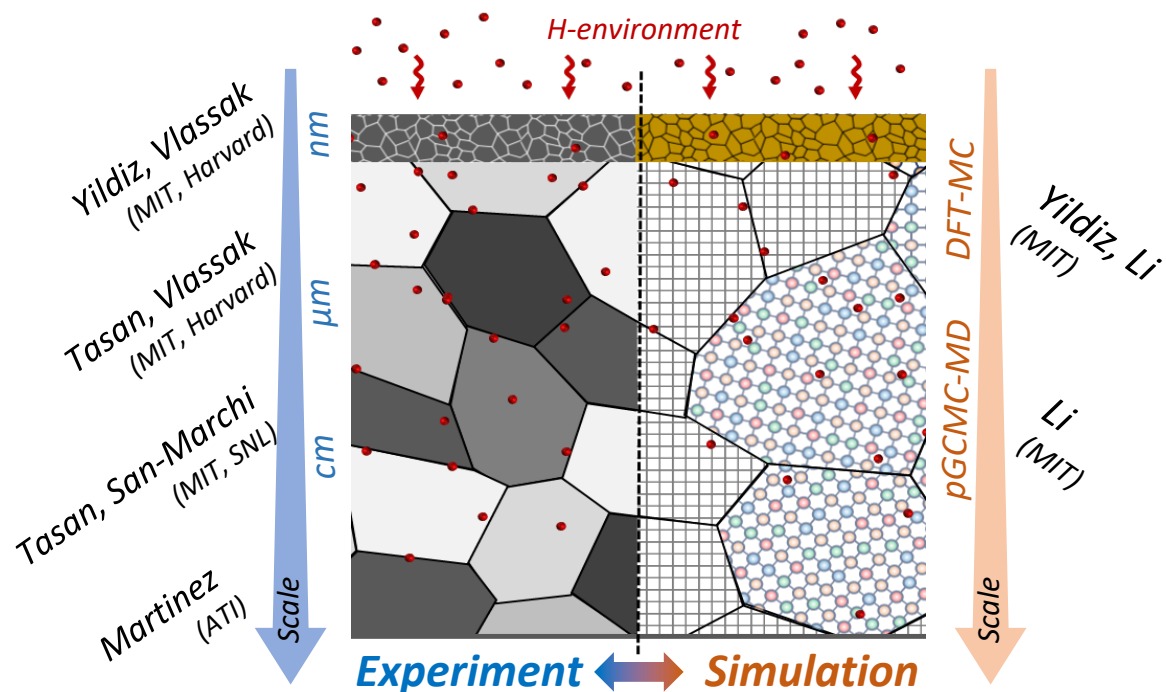 H-environment
Yildiz, Vlassak
(MIT, Harvard)
nm
Tasan, Vlassak
(MIT, Harvard)
μm
Tasan, San-Marchi
(MIT, SNL)
cm
Martinez
(ATI)
Scale
DFT-MC
Yildiz, Li
(MIT)
pGCMC-MD
Li
(MIT)
Scale
Experiment
Simulation